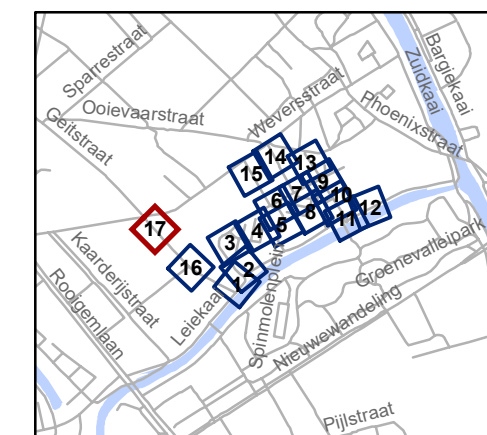 Sparrestraat
Bargiekaai
Zuidkaai
Geitstraat
Ooievaarstraat
Weversstraat
Phoenixstraat
14
13
15
9
7
10
6
12
8
11
5
4
17
3
16
2
1
Kaarderijstraat
Rooigemlaan
Leiekaai
Spinmolenplein
Groenevalleipark
Nieuwewandeling
Pijlstraat